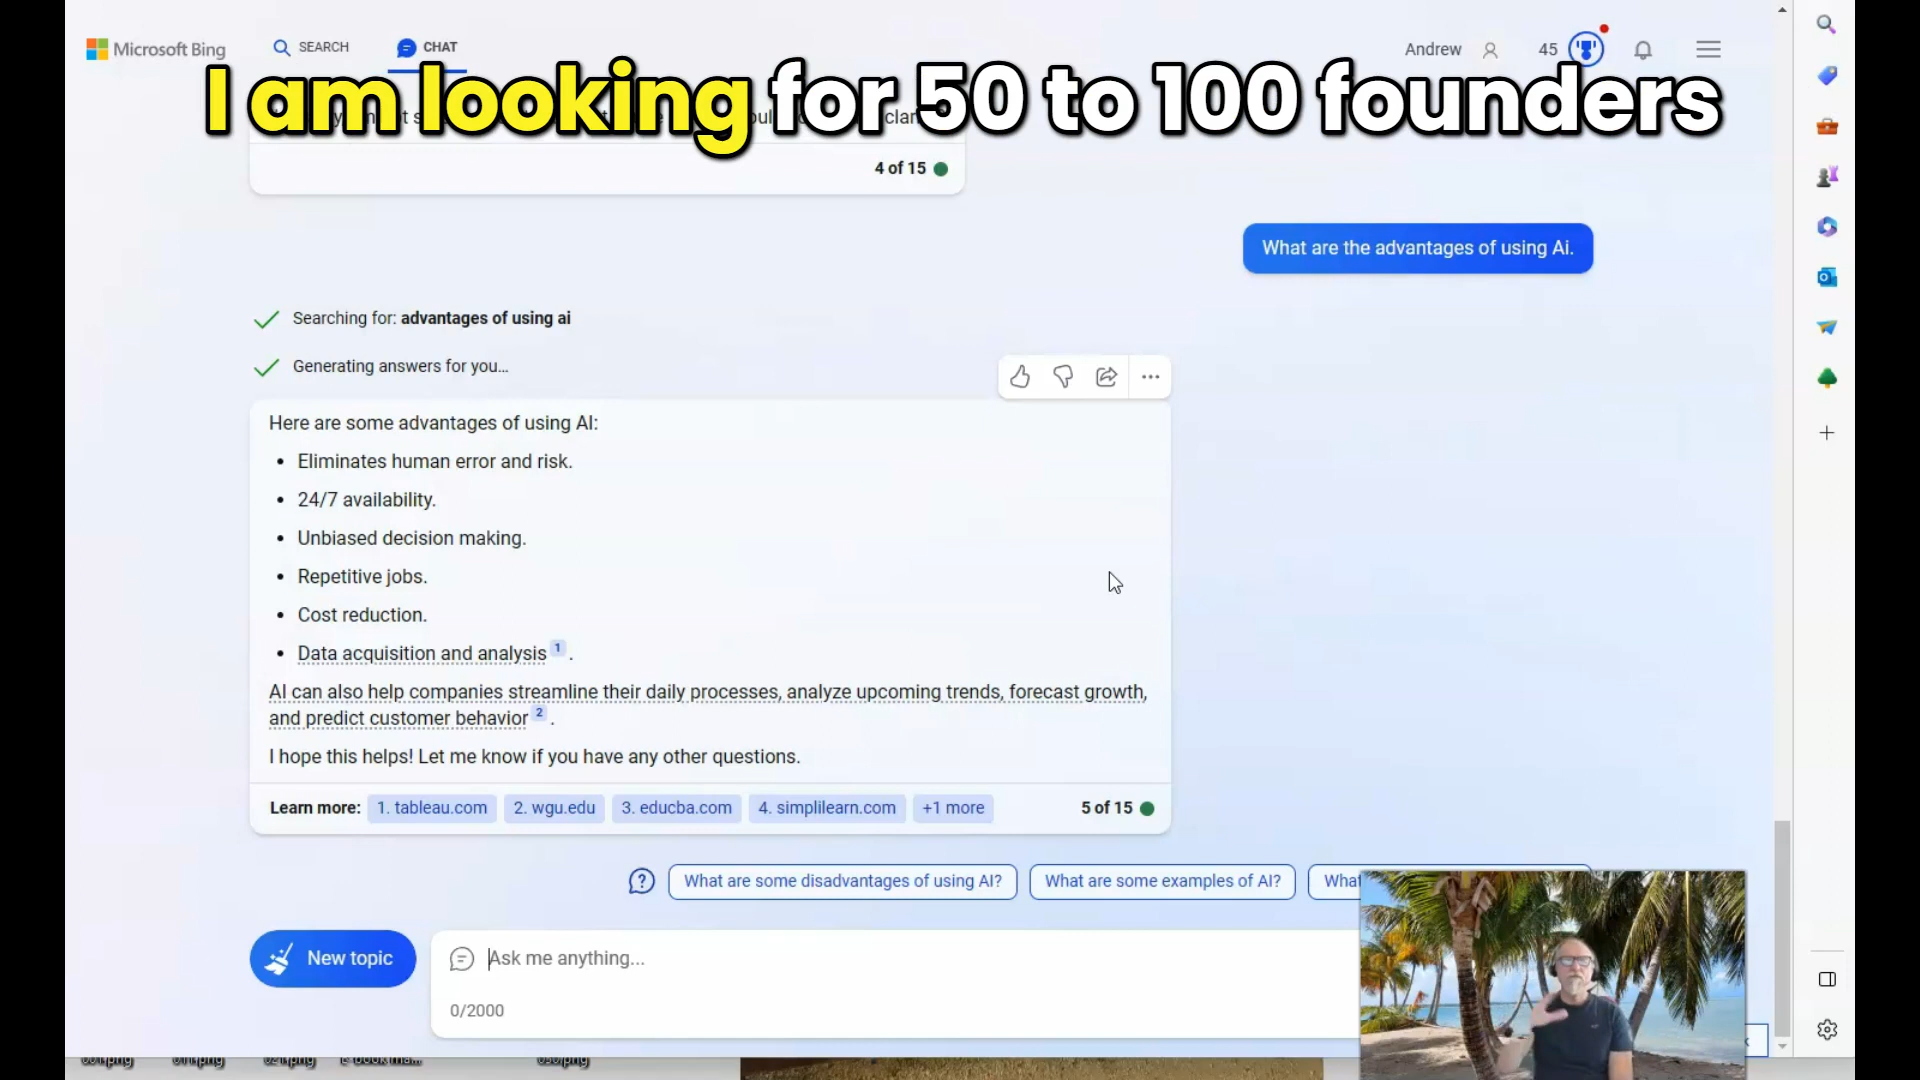 Microsoft Bing
SEARCH
CHAT
Andrew
45
I am looking for 50 to 100 founders
4 of 15
What are the advantages of using Ai.
Searching for: advantages of using ai
Generating answers for you...
Here are some advantages of using AI:
• Eliminates human error and risk.
• 24/7 availability.
• Unbiased decision making.
• Repetitive jobs.
• Cost reduction.
• Data acquisition and analysis 1 .
AI can also help companies streamline their daily processes, analyze upcoming trends, forecast growth,
and predict customer behavior 2 .
I hope this helps! Let me know if you have any other questions.
Learn more: 1. tableau.com 2. wgu.edu 3. educba.com 4. simplilearn.com +1 more 5 of 15
What are some disadvantages of using AI? What are some examples of AI?
New topic
Ask me anything...
0/2000